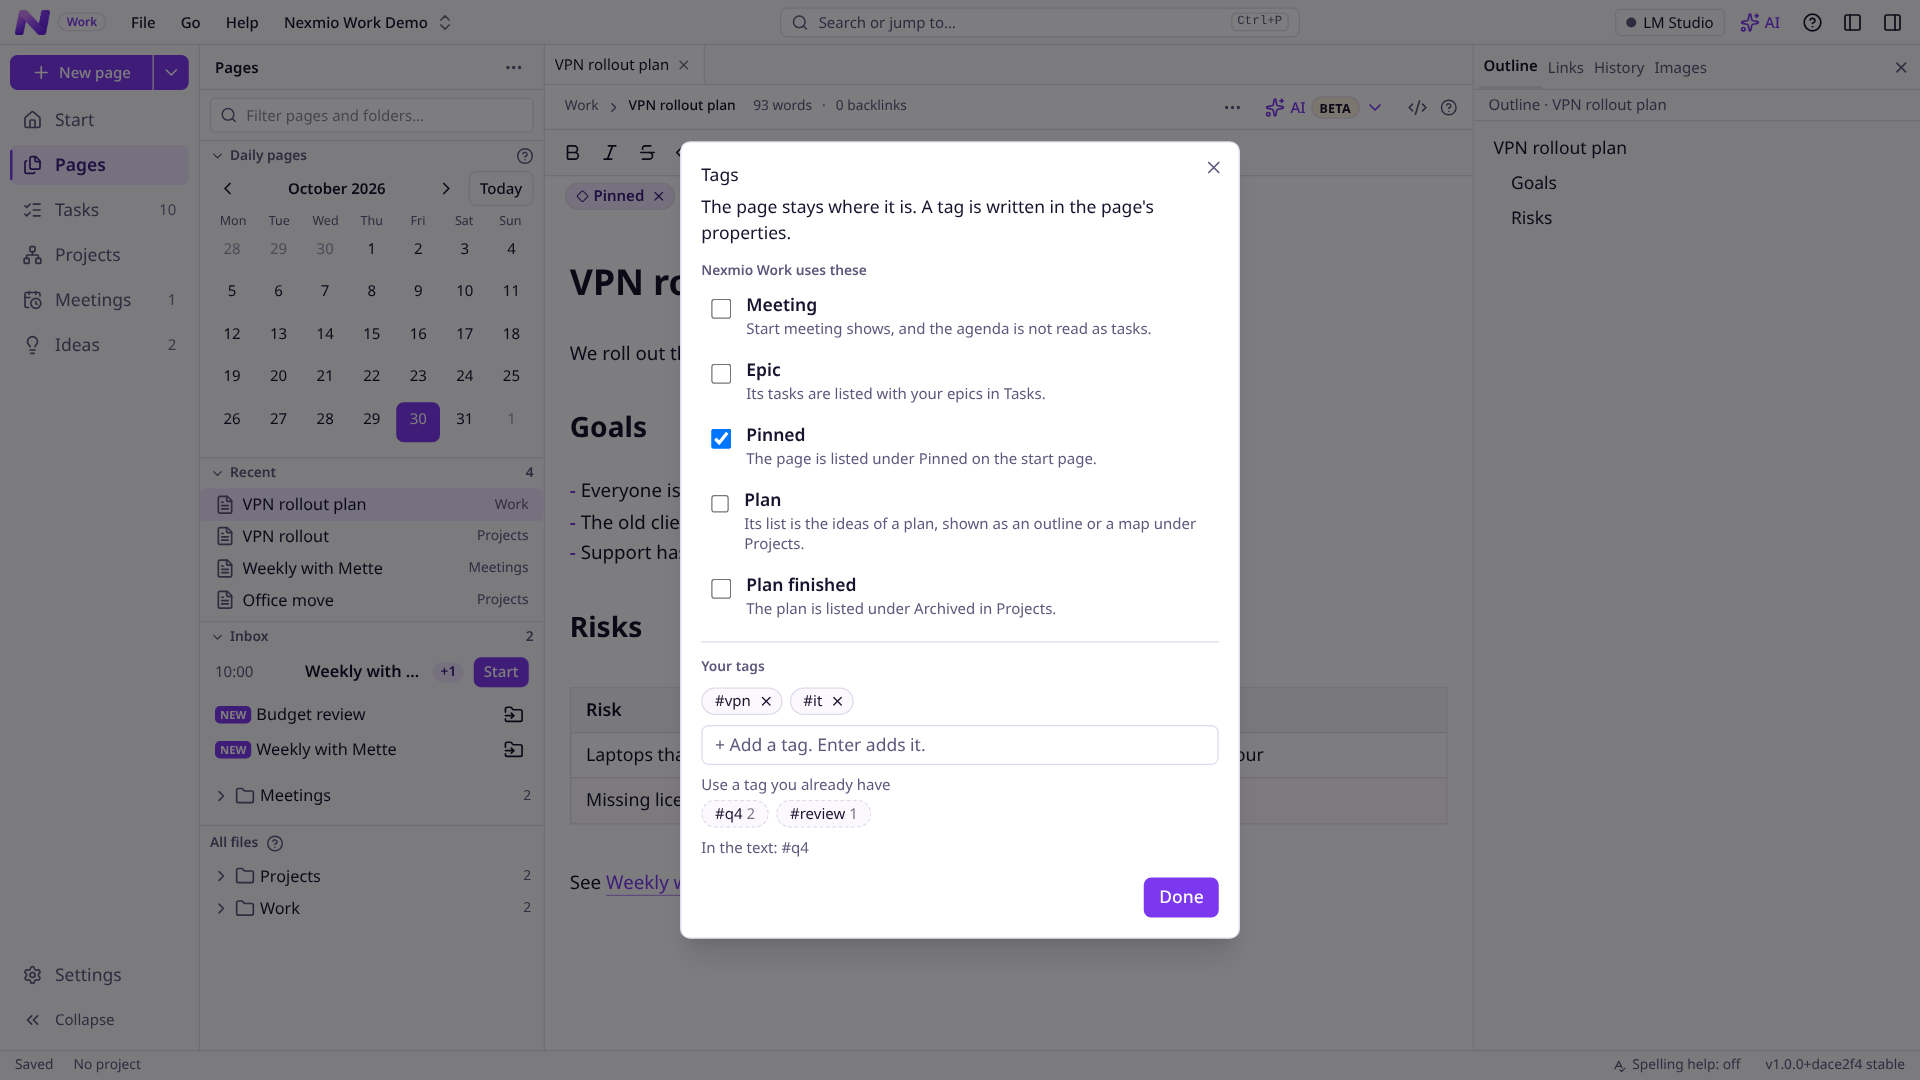 Work
File
Go
Help
Nexmio Work Demo
Search or jump to...
Ctrl+P
LM Studio
AI
New page
Start
Pages
Tasks 10
Projects
Meetings 1
Ideas 2
Settings
Collapse
Pages
Filter pages and folders...
Daily pages
October 2026
Today
Mon Tue Wed Thu Fri Sat Sun
28 29 30 1 2 3 4
5 6 7 8 9 10 11
12 13 14 15 16 17 18
19 20 21 22 23 24 25
26 27 28 29 30 31 1
Recent 4
VPN rollout plan Work
VPN rollout Projects
Weekly with Mette Meetings
Office move Projects
Inbox 2
10:00 Weekly with ... +1 Start
NEW Budget review
NEW Weekly with Mette
Meetings 2
All files
Projects 2
Work 2
VPN rollout plan
Work > VPN rollout plan 93 words · 0 backlinks
AI BETA
Pinned
VPN ro
We roll out t
Goals
- Everyone is
- The old clie
- Support ha
Risks
Risk
Laptops tha our
Missing lice
See Weekly w
Tags
The page stays where it is. A tag is written in the page's
properties.
Nexmio Work uses these
Meeting
Start meeting shows, and the agenda is not read as tasks.
Epic
Its tasks are listed with your epics in Tasks.
Pinned
The page is listed under Pinned on the start page.
Plan
Its list is the ideas of a plan, shown as an outline or a map under
Projects.
Plan finished
The plan is listed under Archived in Projects.
Your tags
#vpn #it
+ Add a tag. Enter adds it.
Use a tag you already have
#q4 2 #review 1
In the text: #q4
Done
Outline Links History Images
Outline · VPN rollout plan
VPN rollout plan
Goals
Risks
Saved
No project
Spelling help: off
v1.0.0+dace2f4 stable